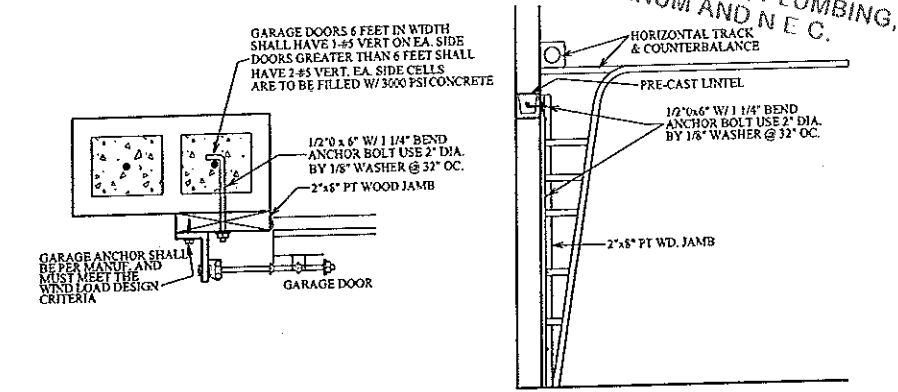 GARAGE DOORS 6 FEET IN WIDTH
SHALL HAVE 1-#5 VERT ON EA. SIDE
DOORS GREATER THAN 6 FEET SHALL
HAVE 2-#5 VERT. EA. SIDE CELLS
ARE TO BE FILLED W/ 3000 PSI CONCRETE
1/2"0 x 6" W/ 1 1/4" BEND
ANCHOR BOLT USE 2" DIA.
BY 1/8" WASHER @ 32" OC.
2"x8" PT WOOD JAMB
GARAGE ANCHOR SHALL
BE PER MANUF. AND
MUST MEET THE
WIND LOAD DESIGN
CRITERIA
GARAGE DOOR
PLUMBING,
AND N E C.
HORIZONTAL TRACK
& COUNTERBALANCE
PRE-CAST LINTEL
1/2"0x6" W/ 1 1/4" BEND
ANCHOR BOLT USE 2" DIA.
BY 1/8" WASHER @ 32" OC.
2"x8" PT WD. JAMB